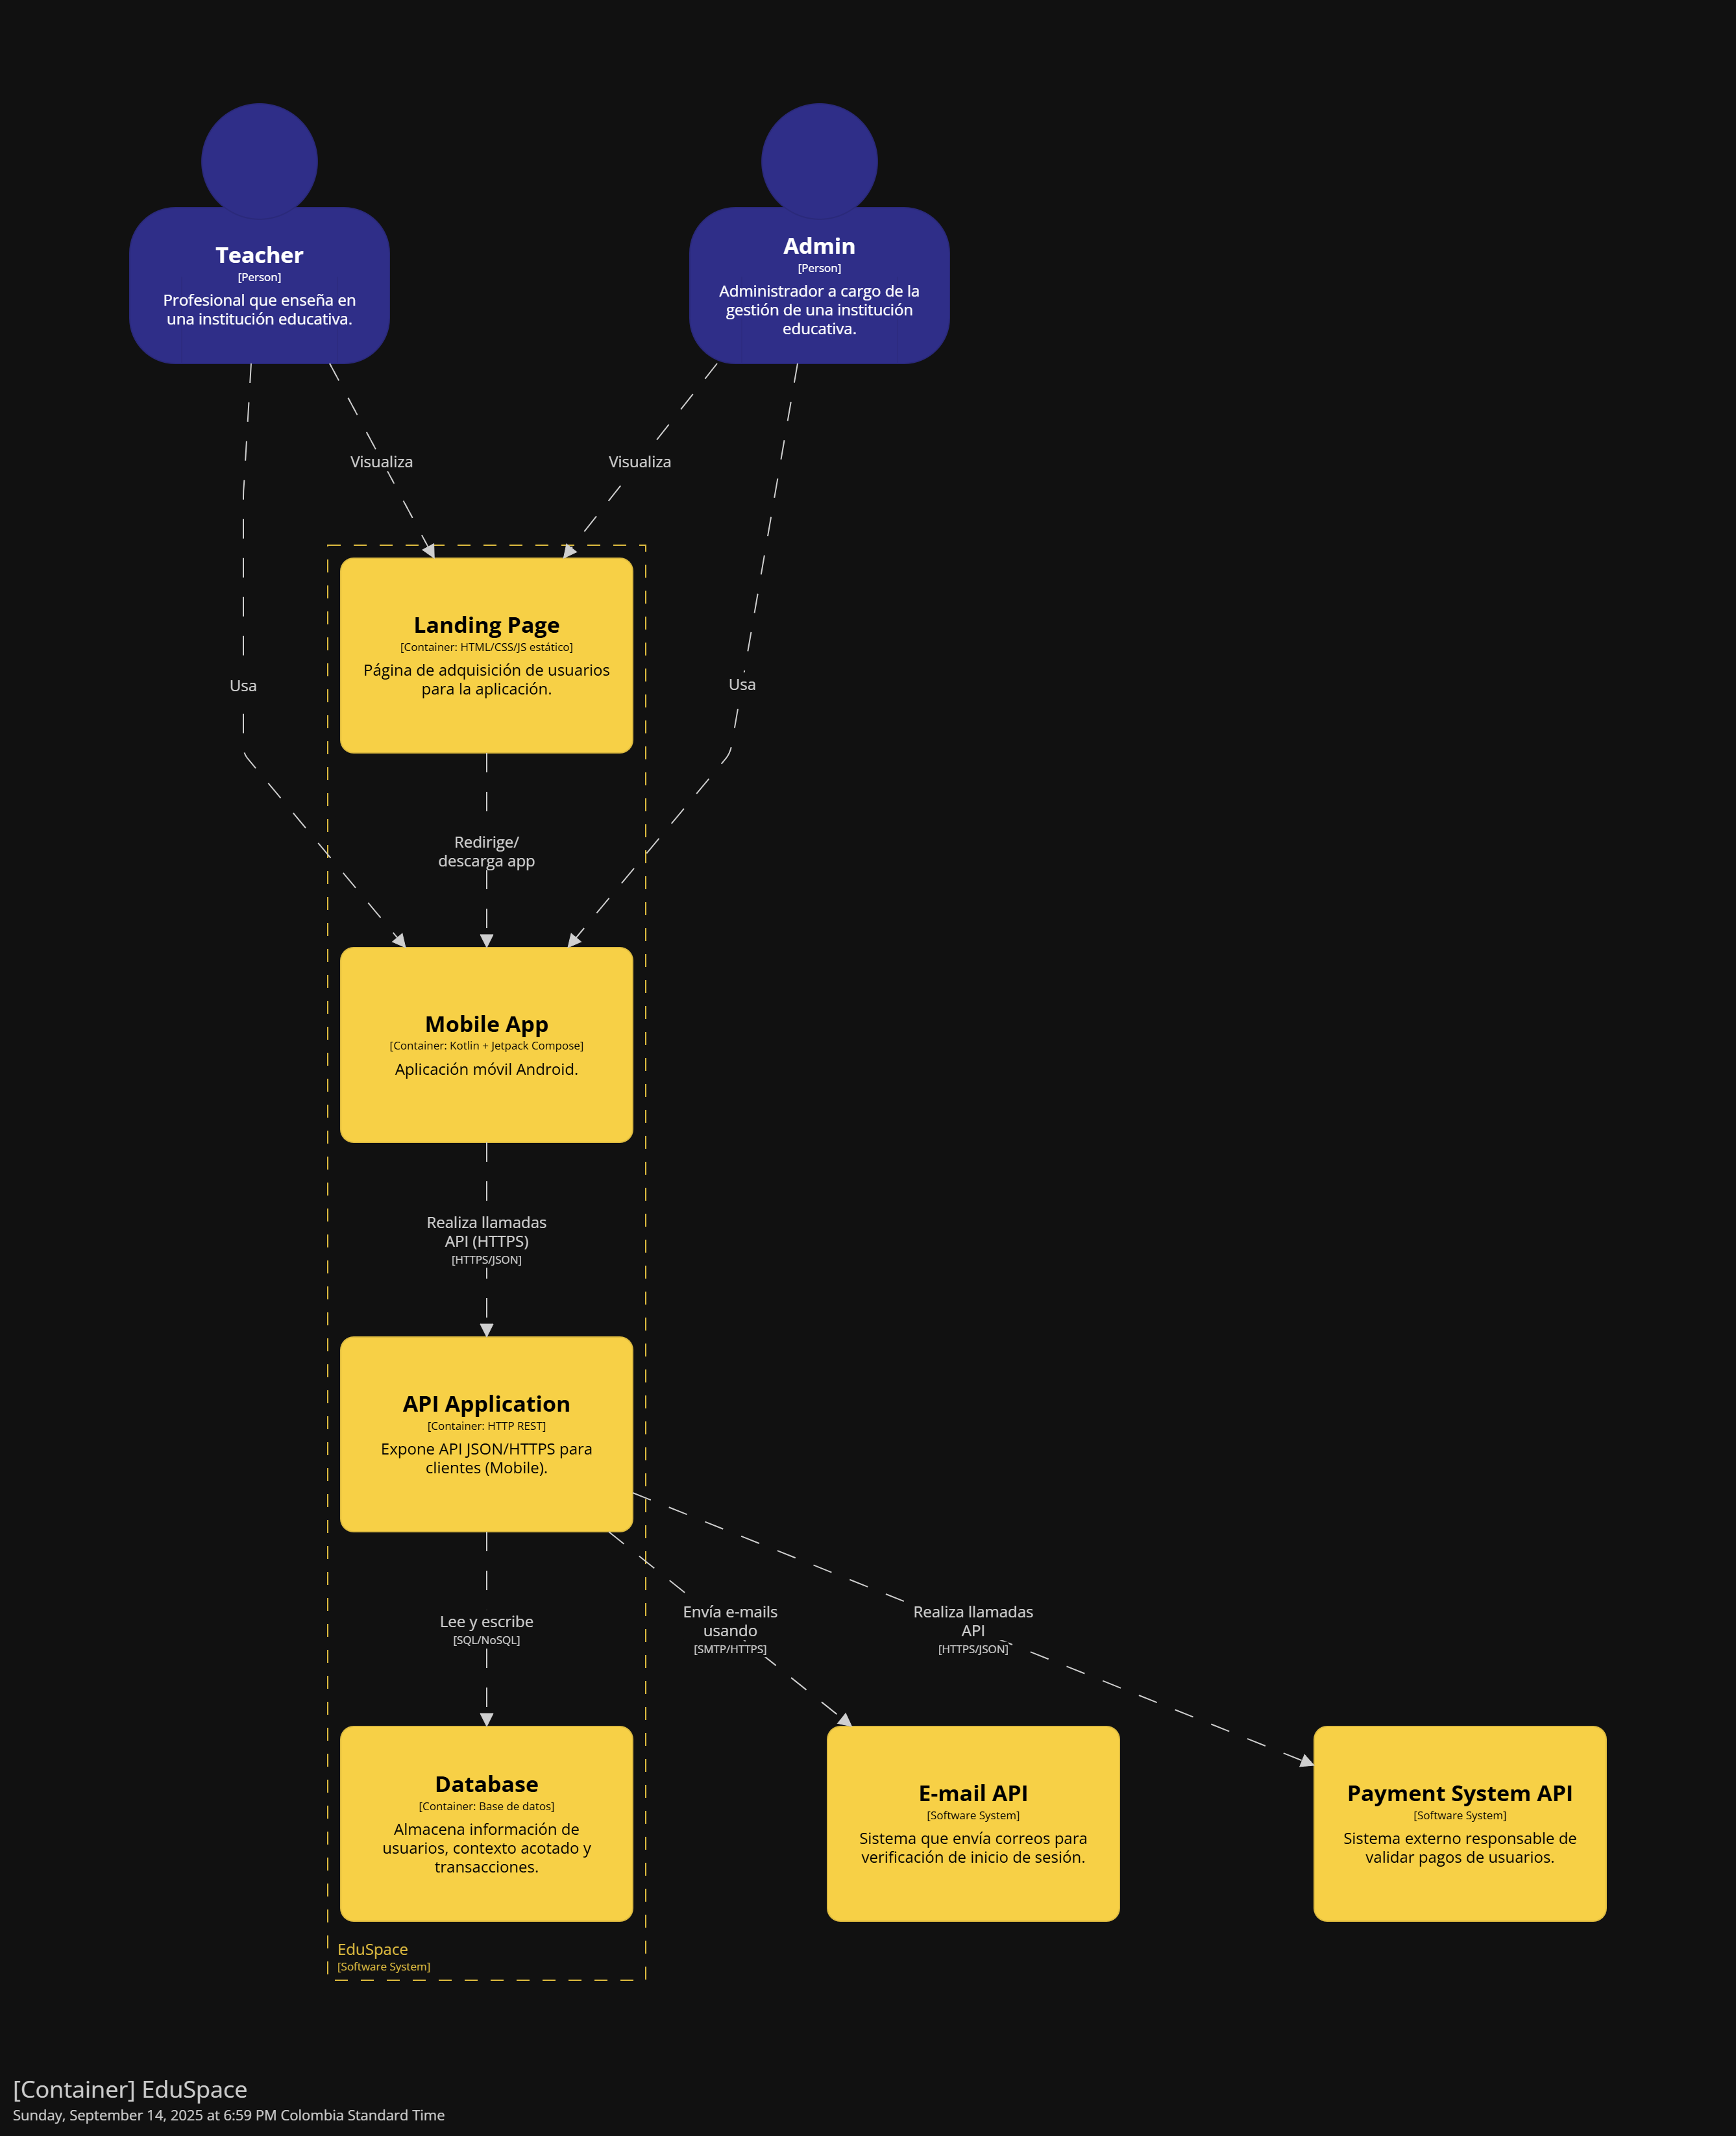 Teacher
[Person]
Profesional que enseña en
una institución educativa.
Admin
[Person]
Administrador a cargo de la
gestión de una institución
educativa.
Visualiza
Visualiza
Landing Page
[Container: HTML/CSS/JS estático]
Página de adquisición de usuarios
para la aplicación.
Usa
Usa
Redirige/
descarga app
Mobile App
[Container: Kotlin + Jetpack Compose]
Aplicación móvil Android.
Realiza llamadas
API (HTTPS)
[HTTPS/JSON]
API Application
[Container: HTTP REST]
Expone API JSON/HTTPS para
clientes (Mobile).
Lee y escribe
[SQL/NoSQL]
Envía e-mails
usando
[SMTP/HTTPS]
Realiza llamadas
API
[HTTPS/JSON]
Database
[Container: Base de datos]
Almacena información de
usuarios, contexto acotado y
transacciones.
E-mail API
[Software System]
Sistema que envía correos para
verificación de inicio de sesión.
Payment System API
[Software System]
Sistema externo responsable de
validar pagos de usuarios.
EduSpace
[Software System]
[Container] EduSpace
Sunday, September 14, 2025 at 6:59 PM Colombia Standard Time